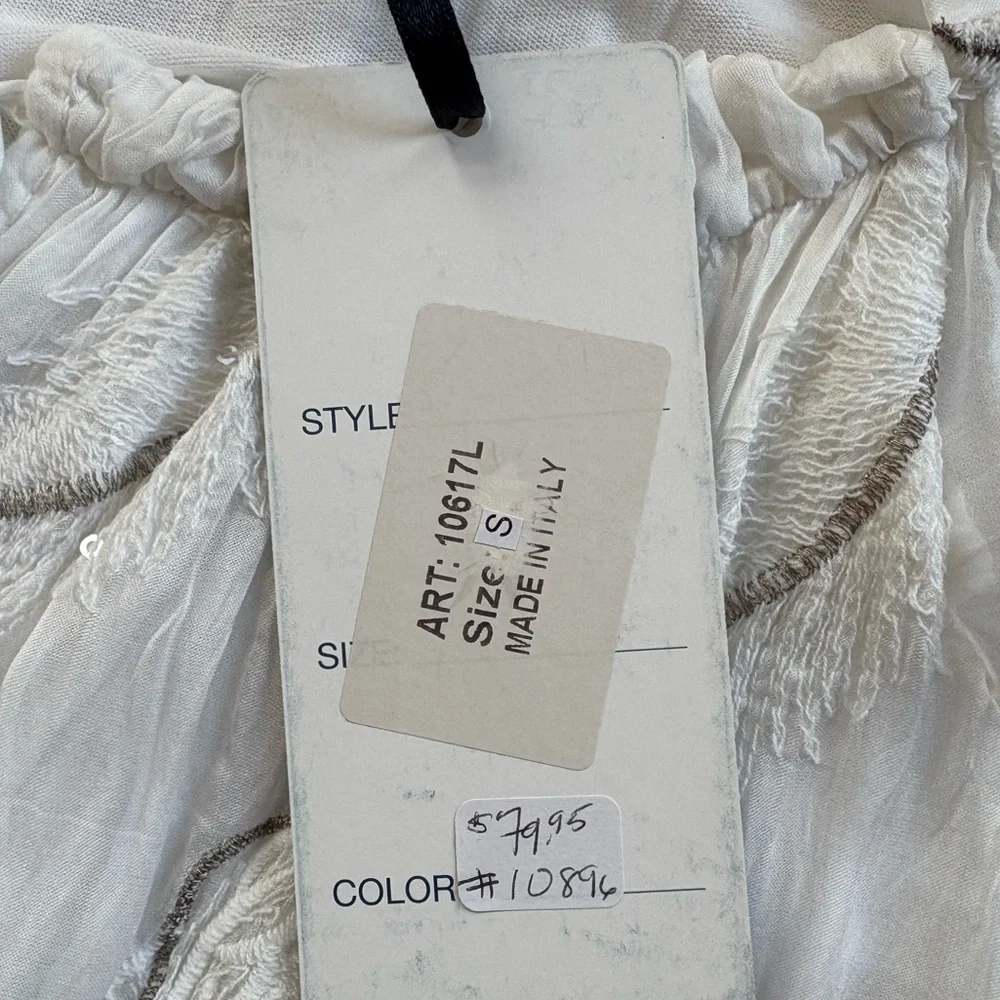 STYLE
ART: 10617L
Size: S
MADE IN ITALY
SIZE:
$79.95
COLOR #10896